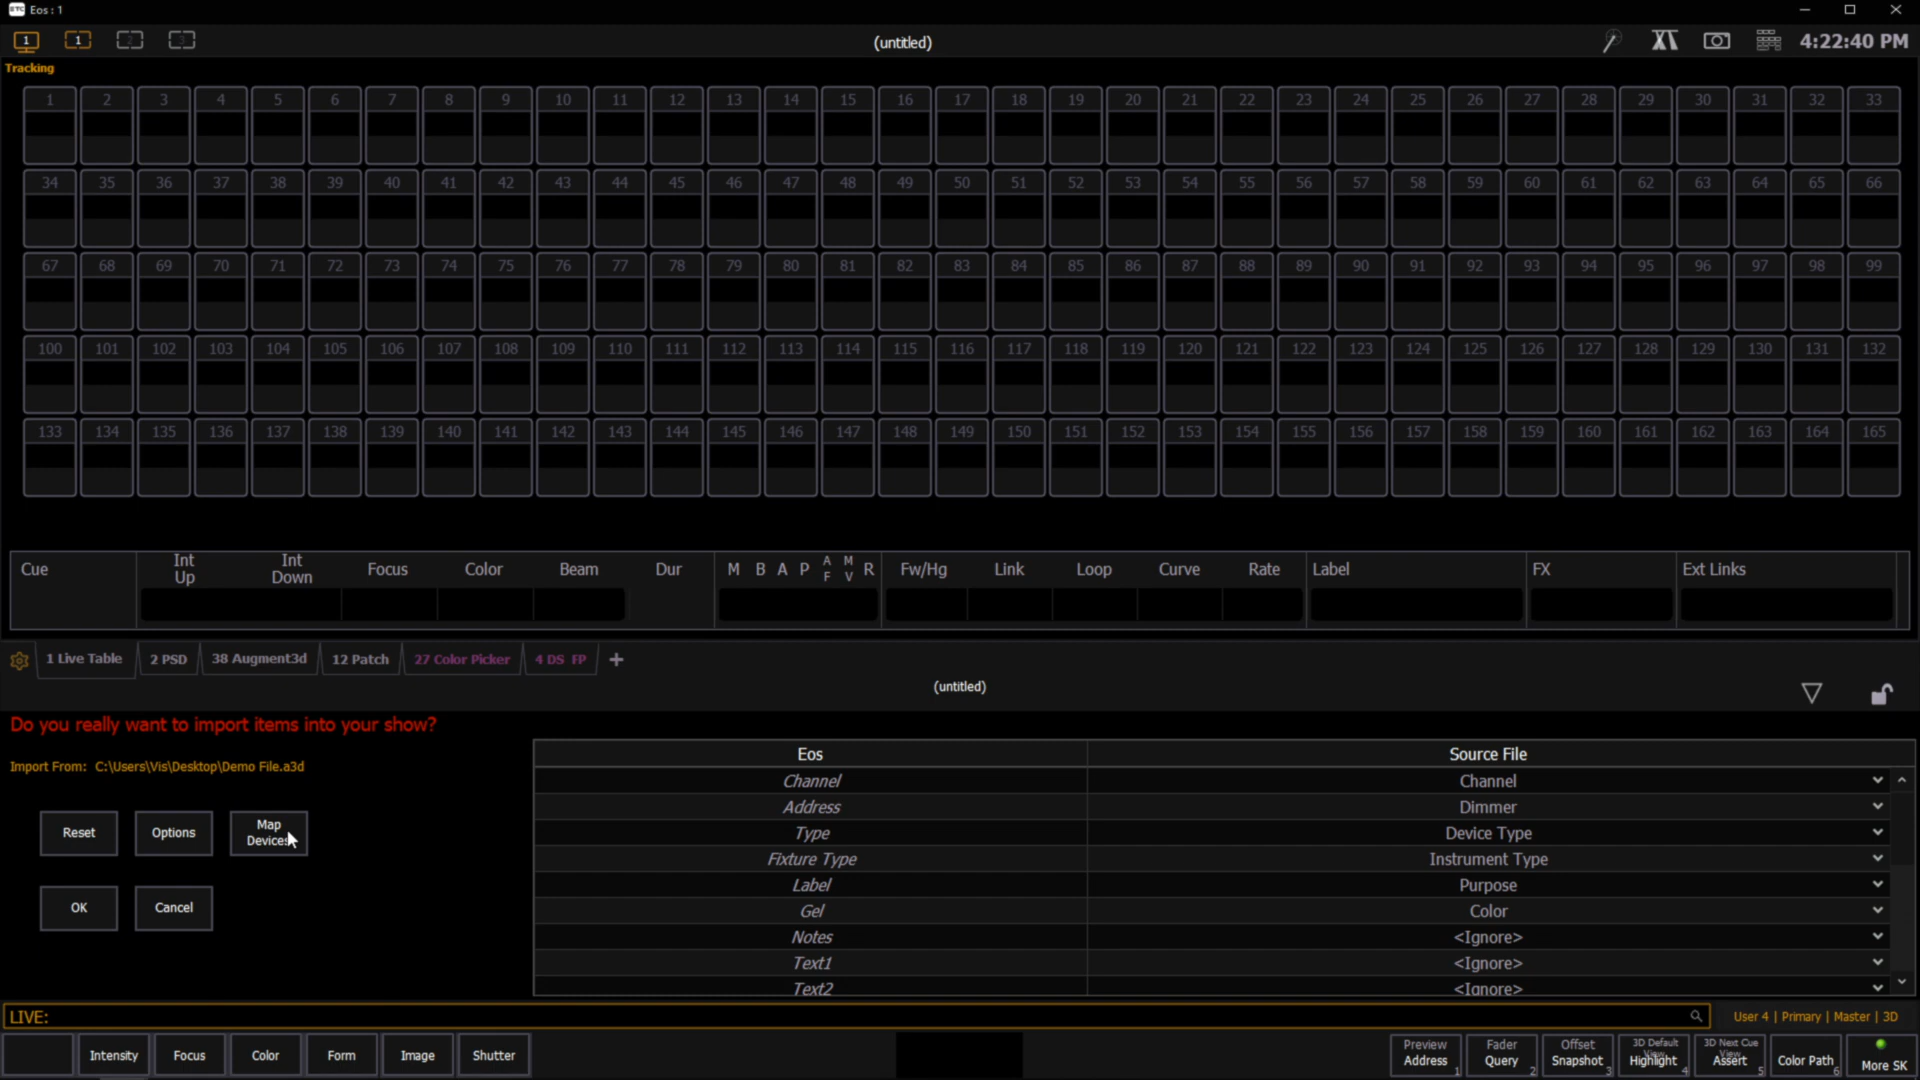 ETC Eos : 1
1 1 2 3 (untitled) 4:22:40 PM
Tracking
1 2 3 4 5 6 7 8 9 10 11 12 13 14 15 16 17 18 19 20 21 22 23 24 25 26 27 28 29 30 31 32 33
34 35 36 37 38 39 40 41 42 43 44 45 46 47 48 49 50 51 52 53 54 55 56 57 58 59 60 61 62 63 64 65 66
67 68 69 70 71 72 73 74 75 76 77 78 79 80 81 82 83 84 85 86 87 88 89 90 91 92 93 94 95 96 97 98 99
100 101 102 103 104 105 106 107 108 109 110 111 112 113 114 115 116 117 118 119 120 121 122 123 124 125 126 127 128 129 130 131 132
133 134 135 136 137 138 139 140 141 142 143 144 145 146 147 148 149 150 151 152 153 154 155 156 157 158 159 160 161 162 163 164 165
Cue Int Up Int Down Focus Color Beam Dur M B A P AF MV R Fw/Hg Link Loop Curve Rate Label FX Ext Links
1 Live Table 2 PSD 38 Augment3d 12 Patch 27 Color Picker 4 DS FP +
(untitled)
Do you really want to import items into your show?
Import From: C:\Users\Vis\Desktop\Demo File.a3d
Reset Options Map Devices
OK Cancel
Eos Source File
Channel Channel
Address Dimmer
Type Device Type
Fixture Type Instrument Type
Label Purpose
Gel Color
Notes <Ignore>
Text1 <Ignore>
Text2 <Ignore>
LIVE: User 4 | Primary | Master | 3D
Intensity Focus Color Form Image Shutter
Preview Address 1
Fader Query 2
Offset Snapshot 3
3D Default View Highlight 4
3D Next Cue View Assert 5
Color Path 6
More SK